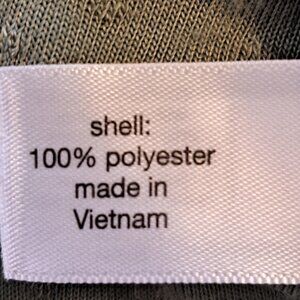 shell:
100% polyester
made in
Vietnam